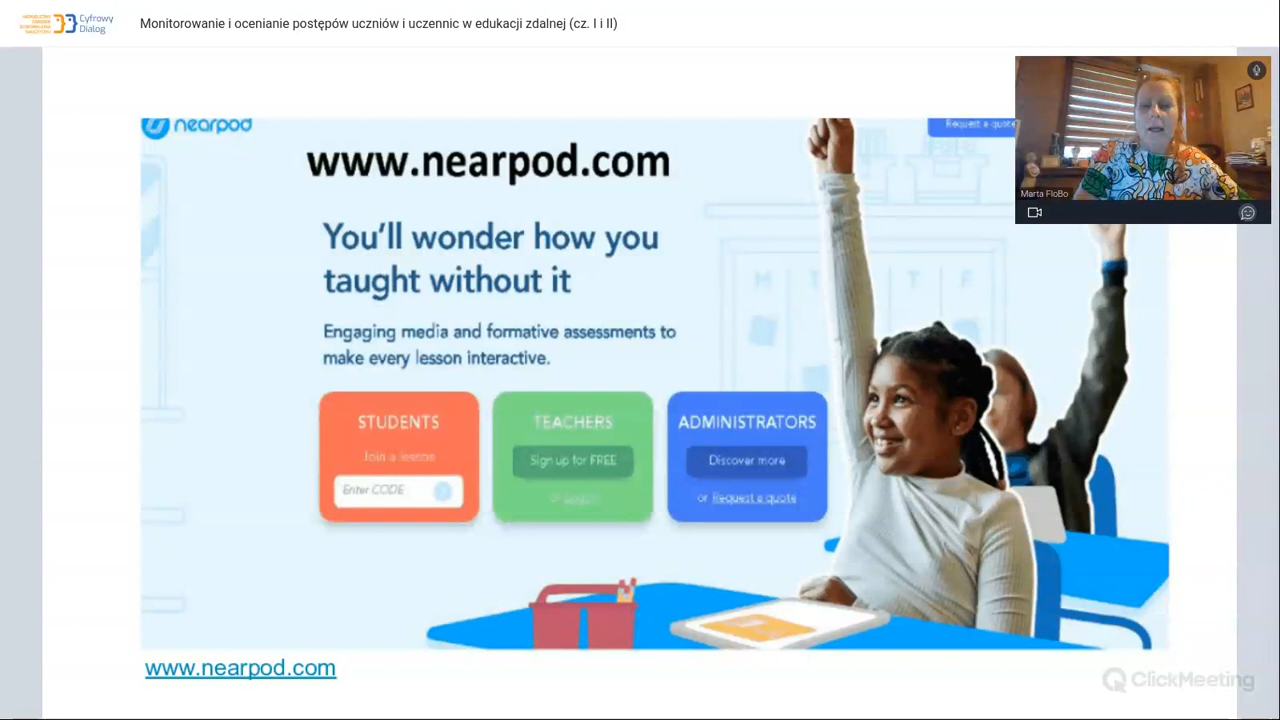 Cyfrowy
Dialog
Monitorowanie i ocenianie postępów uczniów i uczennic w edukacji zdalnej (cz. I i II)
nearpod
Request a quote
www.nearpod.com
Marta FloBo
You'll wonder how you
taught without it
M T T F
Engaging media and formative assessments to
make every lesson interactive.
STUDENTS
Join a lesson
Enter CODE
TEACHERS
Sign up for FREE
or Log in
ADMINISTRATORS
Discover more
or Request a quote
www.nearpod.com
ClickMeeting